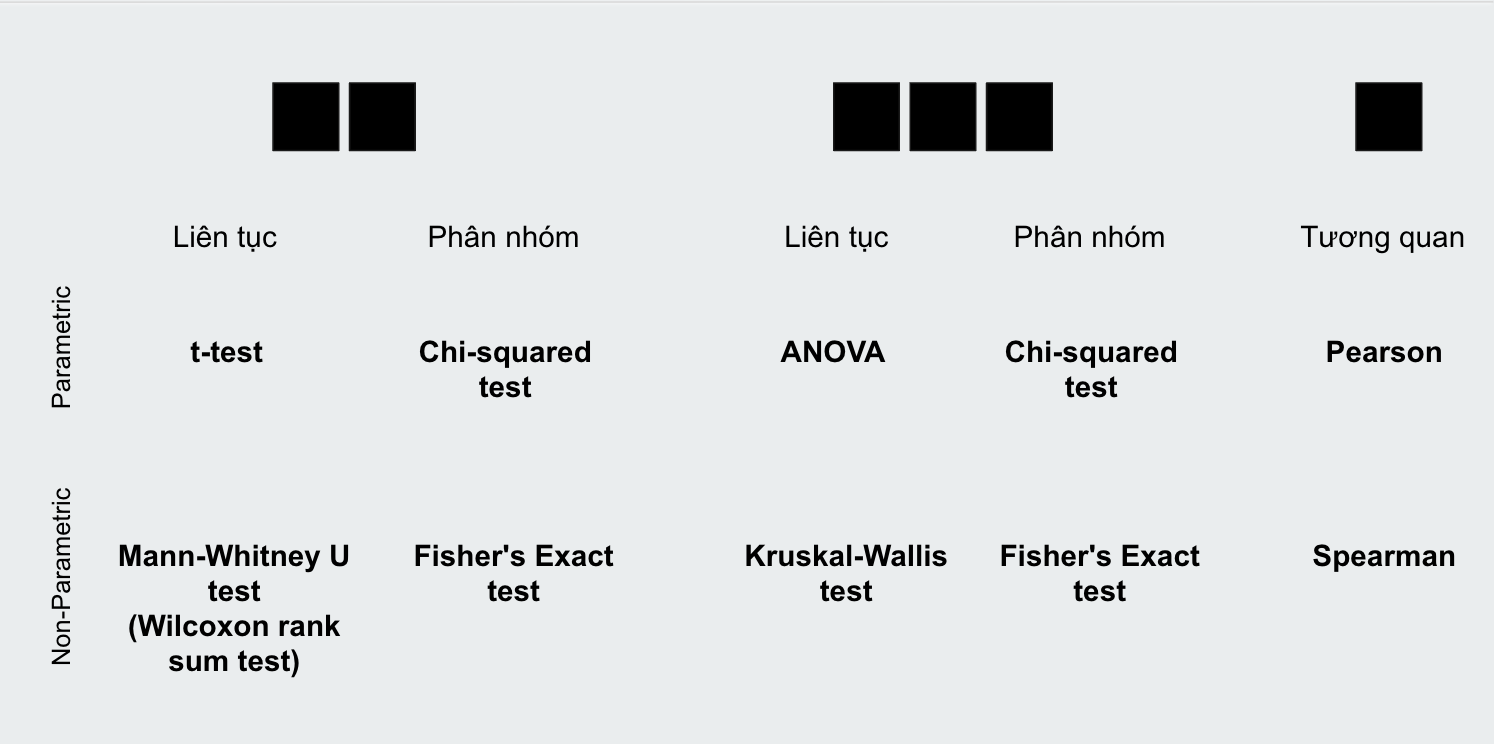 Liên tục
Phân nhóm
Liên tục
Phân nhóm
Tương quan
Parametric
t-test
Chi-squared
test
ANOVA
Chi-squared
test
Pearson
Non-Parametric
Mann-Whitney U
test
(Wilcoxon rank
sum test)
Fisher's Exact
test
Kruskal-Wallis
test
Fisher's Exact
test
Spearman